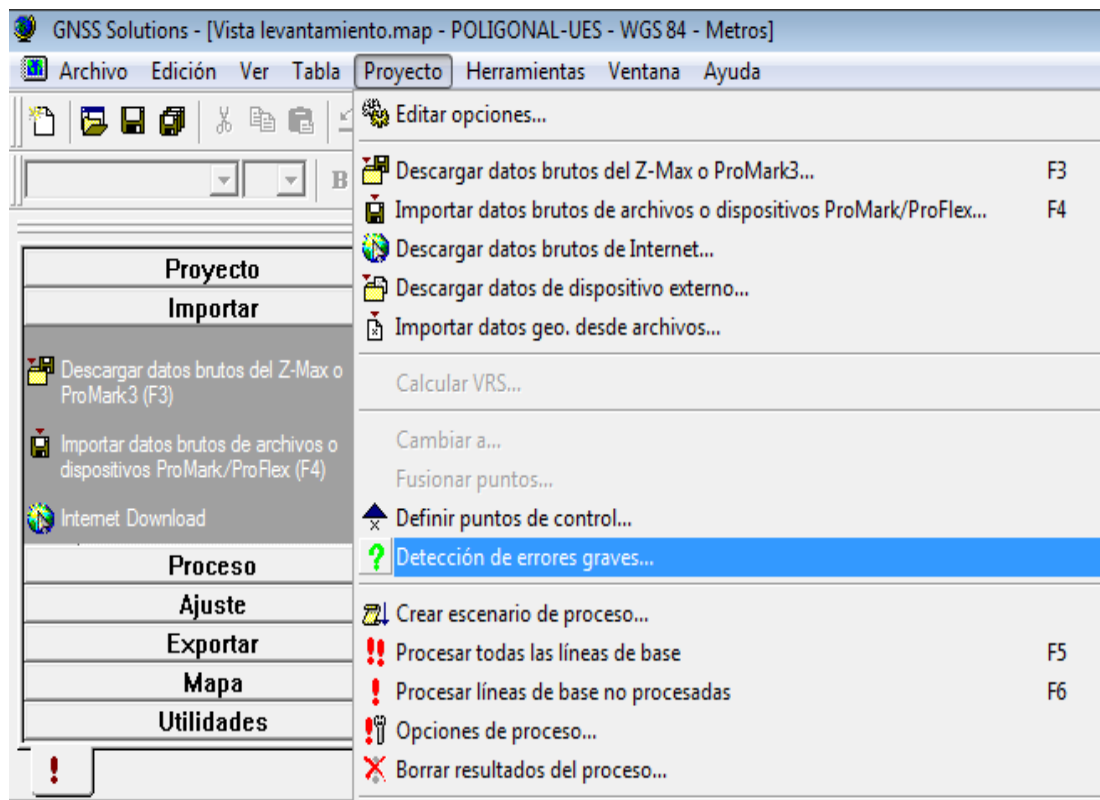 GNSS Solutions - [Vista levantamiento.map - POLIGONAL-UES - WGS 84 - Metros]
Archivo Edición Ver Tabla Proyecto Herramientas Ventana Ayuda
B
Editar opciones...
Descargar datos brutos del Z-Max o ProMark3... F3
Importar datos brutos de archivos o dispositivos ProMark/ProFlex... F4
Descargar datos brutos de Internet...
Descargar datos de dispositivo externo...
Importar datos geo. desde archivos...
Calcular VRS...
Cambiar a...
Fusionar puntos...
Definir puntos de control...
Detección de errores graves...
Crear escenario de proceso...
Procesar todas las líneas de base F5
Procesar líneas de base no procesadas F6
Opciones de proceso...
Borrar resultados del proceso...
Proyecto
Importar
Descargar datos brutos del Z-Max o
ProMark3 (F3)
Importar datos brutos de archivos o
dispositivos ProMark/ProFlex (F4)
Internet Download
Proceso
Ajuste
Exportar
Mapa
Utilidades